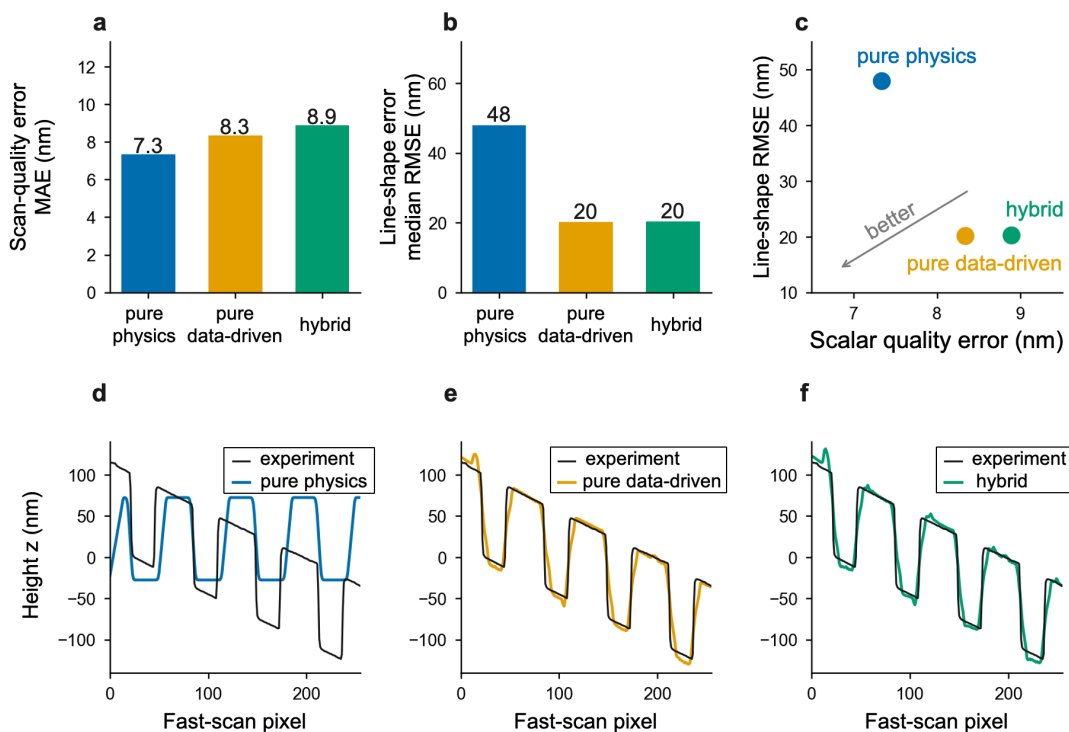 a
Scan-quality error
MAE (nm)
12
10
8
6
4
2
0
7.3
8.3
8.9
pure
physics
pure
data-driven
hybrid
b
Line-shape error
median RMSE (nm)
60
40
20
0
48
20
20
pure
physics
pure
data-driven
hybrid
c
Line-shape RMSE (nm)
50
40
30
20
10
pure physics
better
hybrid
pure data-driven
7
8
9
Scalar quality error (nm)
d
Height z (nm)
100
50
0
−50
−100
experiment
pure physics
0
100
200
Fast-scan pixel
e
100
50
0
−50
−100
experiment
pure data-driven
0
100
200
Fast-scan pixel
f
100
50
0
−50
−100
experiment
hybrid
0
100
200
Fast-scan pixel